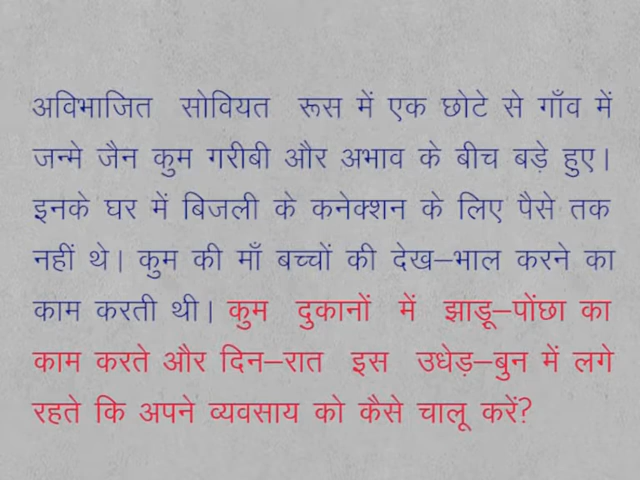 अविभाजित सोवियत रूस में एक छोटे से गाँव में
जन्मे जैन कुम गरीबी और अभाव के बीच बड़े हुए।
इनके घर में बिजली के कनेक्शन के लिए पैसे तक
नहीं थे। कुम की माँ बच्चों की देख–भाल करने का
काम करती थी। कुम दुकानों में झाडू–पोंछा का
काम करते और दिन–रात इस उधेड़–बुन में लगे
रहते कि अपने व्यवसाय को कैसे चालू करें?